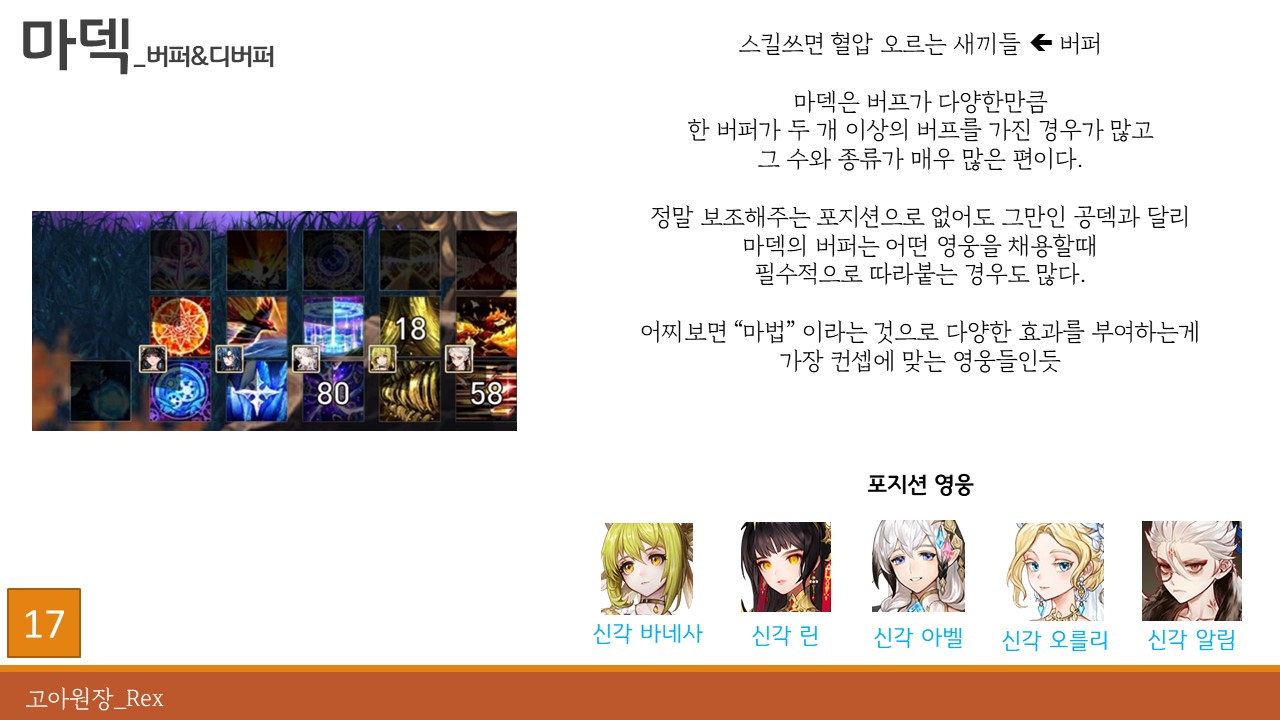 마덱_버퍼&디버퍼
스킬쓰면 혈압 오르는 새끼들 🡸 버퍼
마덱은 버프가 다양한만큼
한 버퍼가 두 개 이상의 버프를 가진 경우가 많고
그 수와 종류가 매우 많은 편이다.
정말 보조해주는 포지션으로 없어도 그만인 공덱과 달리
마덱의 버퍼는 어떤 영웅을 채용할때
필수적으로 따라붙는 경우도 많다.
어찌보면 “마법” 이라는 것으로 다양한 효과를 부여하는게
가장 컨셉에 맞는 영웅들인듯
18
80
58
포지션 영웅
신각 바네사
신각 린
신각 아벨
신각 오를리
신각 알림
17
고아원장_Rex